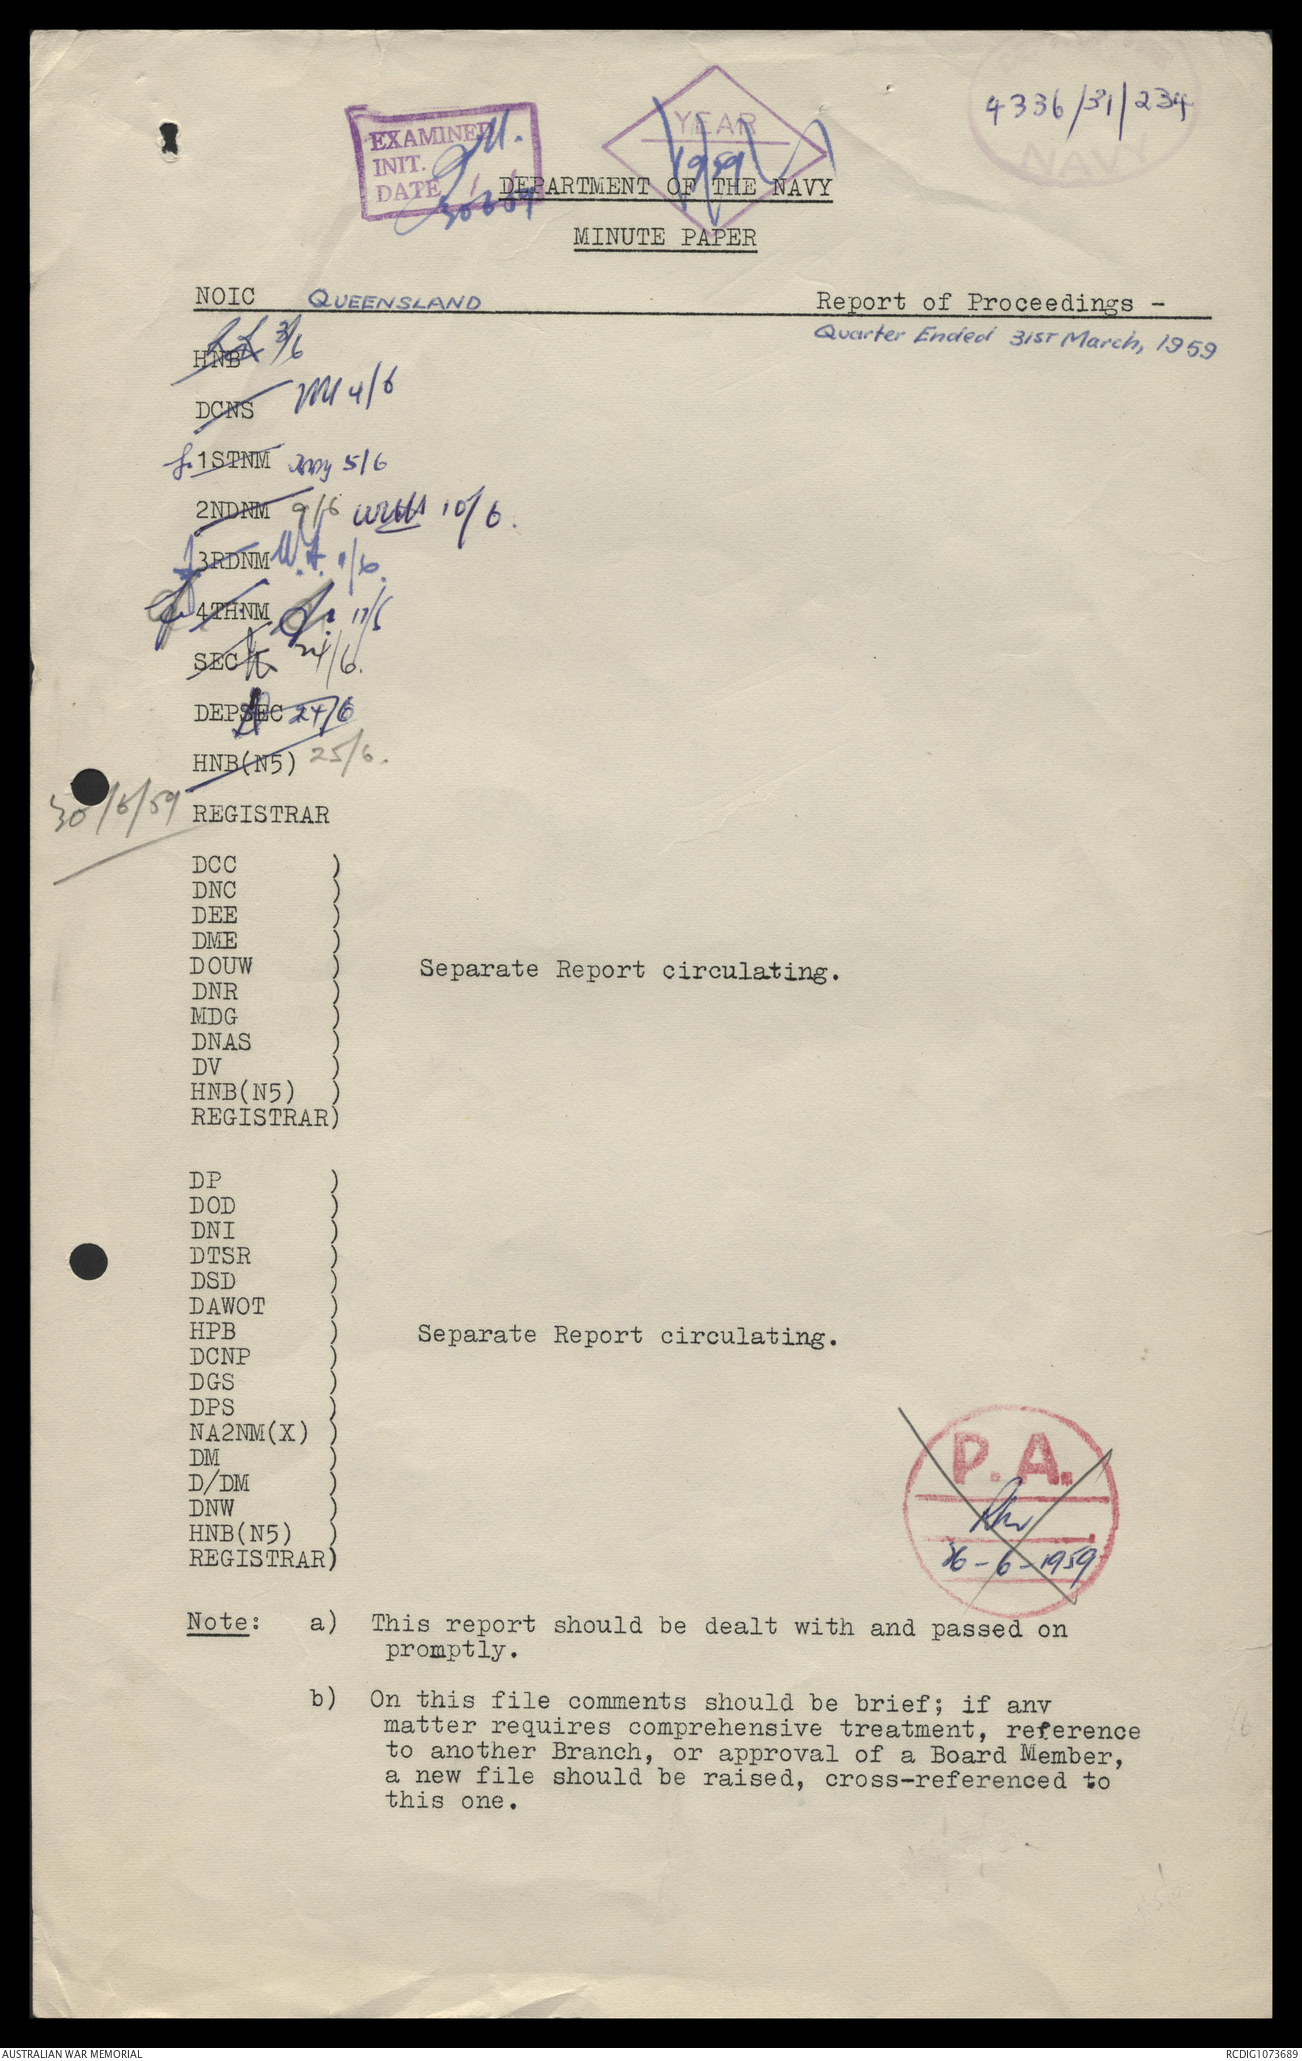 4336/31/234
NAVY
EXAMINED
INIT.
DATE
YEAR
1959
DEPARTMENT OF THE NAVY
MINUTE PAPER
NOIC QUEENSLAND Report of Proceedings -
Quarter Ended 31ST March, 1959
HNB 3/6
DCNS 4/6
1STNM 5/6
2NDNM 9/6 10/6.
3RDNM 11/6.
4THNM
SEC 24/6.
DEPSEC 24/6
HNB(N5) 25/6.
30/6/59 REGISTRAR
DCC )
DNC )
DEE )
DME )
DOUW ) Separate Report circulating.
DNR )
MDG )
DNAS )
DV )
HNB(N5) )
REGISTRAR)
DP )
DOD )
DNI )
DTSR )
DSD )
DAWOT )
HPB ) Separate Report circulating.
DCNP )
DGS )
DPS )
NA2NM(X) )
DM )
D/DM )
DNW )
HNB(N5) )
REGISTRAR)
P.A.
-6-1959
Note: a) This report should be dealt with and passed on
promptly.
b) On this file comments should be brief; if any
matter requires comprehensive treatment, reference
to another Branch, or approval of a Board Member,
a new file should be raised, cross-referenced to
this one.
AUSTRALIAN WAR MEMORIAL
RCDIG1073689